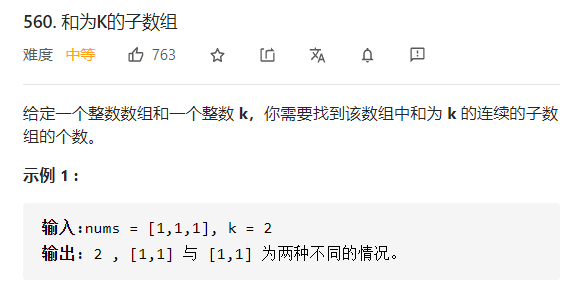 560. 和为K的子数组
难度 中等 763
给定一个整数数组和一个整数 k，你需要找到该数组中和为 k 的连续的子数
组的个数。
示例 1 :
输入:nums = [1,1,1], k = 2
输出: 2 , [1,1] 与 [1,1] 为两种不同的情况。